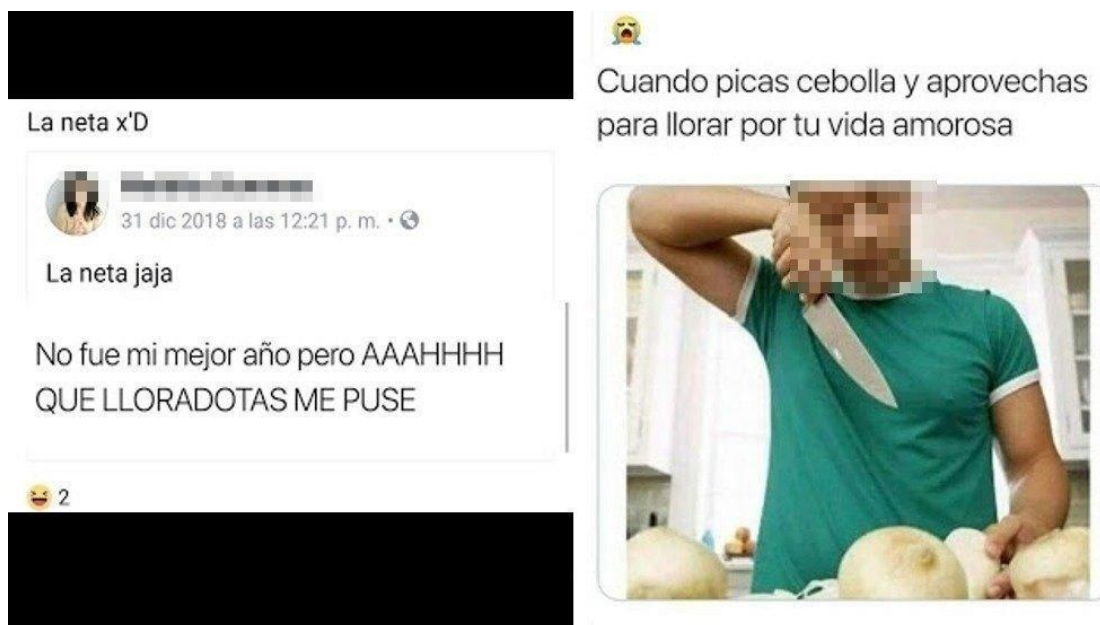 La neta x'D
31 dic 2018 a las 12:21 p. m. •
La neta jaja
No fue mi mejor año pero AAAHHHH
QUE LLORADOTAS ME PUSE
2
Cuando picas cebolla y aprovechas
para llorar por tu vida amorosa